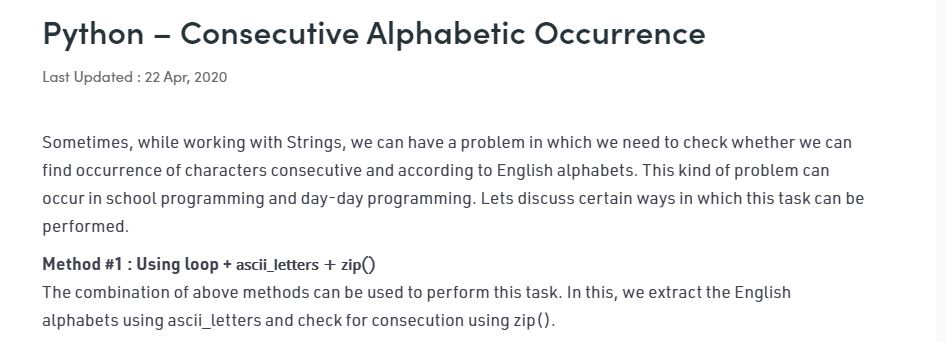 Python – Consecutive Alphabetic Occurrence
Last Updated : 22 Apr, 2020
Sometimes, while working with Strings, we can have a problem in which we need to check whether we can
find occurrence of characters consecutive and according to English alphabets. This kind of problem can
occur in school programming and day-day programming. Lets discuss certain ways in which this task can be
performed.
Method #1 : Using loop + ascii_letters + zip()
The combination of above methods can be used to perform this task. In this, we extract the English
alphabets using ascii_letters and check for consecution using zip().